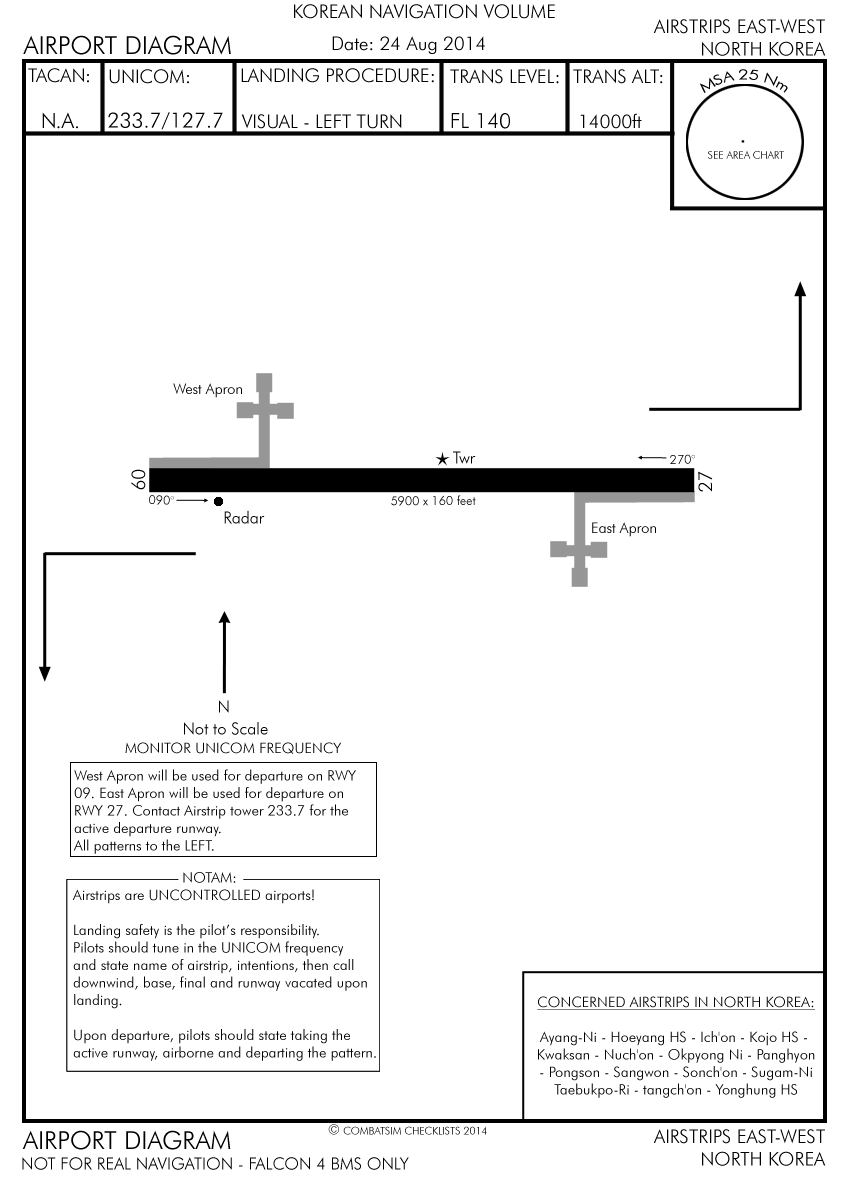 KOREAN NAVIGATION VOLUME
AIRPORT DIAGRAM
Date: 24 Aug 2014
AIRSTRIPS EAST-WEST
NORTH KOREA
TACAN:
N.A.
UNICOM:
233.7/127.7
LANDING PROCEDURE:
VISUAL - LEFT TURN
TRANS LEVEL:
FL 140
TRANS ALT:
14000ft
MSA 25 Nm
SEE AREA CHART
West Apron
Twr
270°
09
27
090°
Radar
5900 x 160 feet
East Apron
N
Not to Scale
MONITOR UNICOM FREQUENCY
West Apron will be used for departure on RWY
09. East Apron will be used for departure on
RWY 27. Contact Airstrip tower 233.7 for the
active departure runway.
All patterns to the LEFT.
NOTAM:
Airstrips are UNCONTROLLED airports!
Landing safety is the pilot's responsibility.
Pilots should tune in the UNICOM frequency
and state name of airstrip, intentions, then call
downwind, base, final and runway vacated upon
landing.
Upon departure, pilots should state taking the
active runway, airborne and departing the pattern.
CONCERNED AIRSTRIPS IN NORTH KOREA:
Ayang-Ni - Hoeyang HS - Ich'on - Kojo HS -
Kwaksan - Nuch'on - Okpyong Ni - Panghyon
- Pongson - Sangwon - Sonch'on - Sugam-Ni
Taebukpo-Ri - tangch'on - Yonghung HS
© COMBATSIM CHECKLISTS 2014
AIRPORT DIAGRAM
NOT FOR REAL NAVIGATION - FALCON 4 BMS ONLY
AIRSTRIPS EAST-WEST
NORTH KOREA